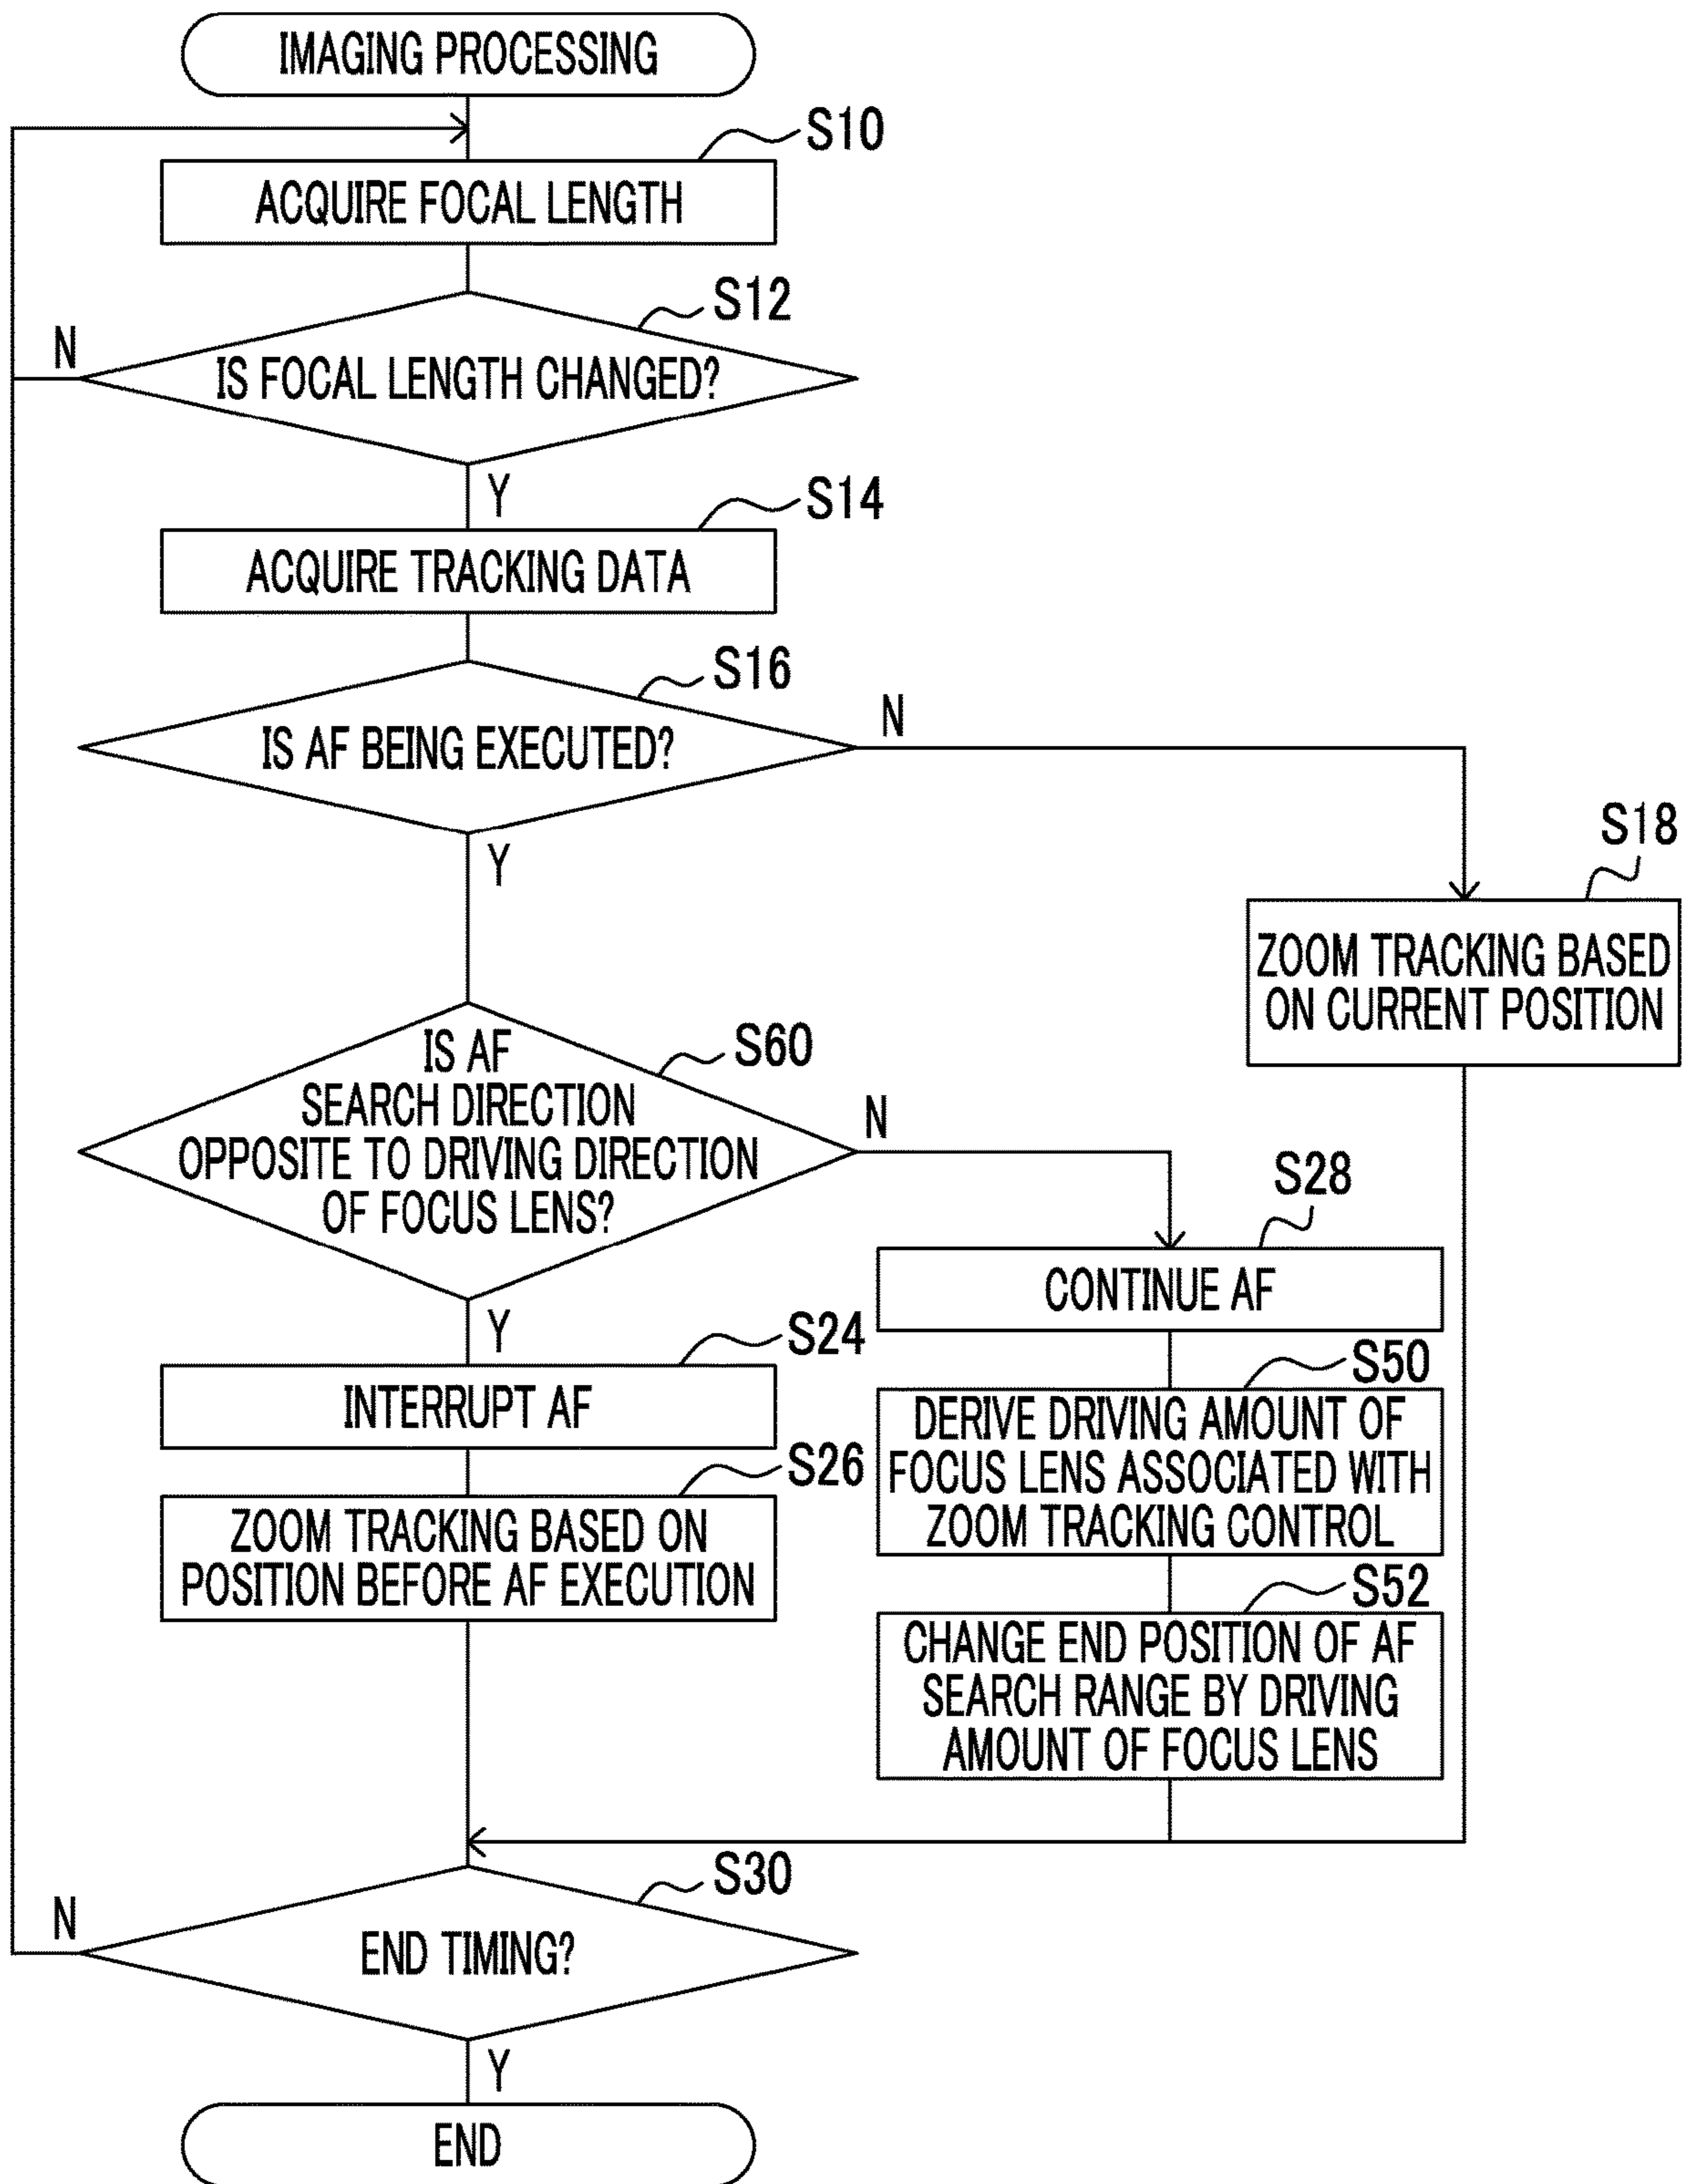 IMAGING PROCESSING
S10
ACQUIRE FOCAL LENGTH
S12
N
IS FOCAL LENGTH CHANGED?
Y
S14
ACQUIRE TRACKING DATA
S16
N
IS AF BEING EXECUTED?
Y
S18
ZOOM TRACKING BASED
ON CURRENT POSITION
S60
IS AF
SEARCH DIRECTION
OPPOSITE TO DRIVING DIRECTION
OF FOCUS LENS?
N
Y
S28
CONTINUE AF
S24
INTERRUPT AF
S50
DERIVE DRIVING AMOUNT OF
FOCUS LENS ASSOCIATED WITH
ZOOM TRACKING CONTROL
S26
ZOOM TRACKING BASED ON
POSITION BEFORE AF EXECUTION
S52
CHANGE END POSITION OF AF
SEARCH RANGE BY DRIVING
AMOUNT OF FOCUS LENS
S30
N
END TIMING?
Y
END